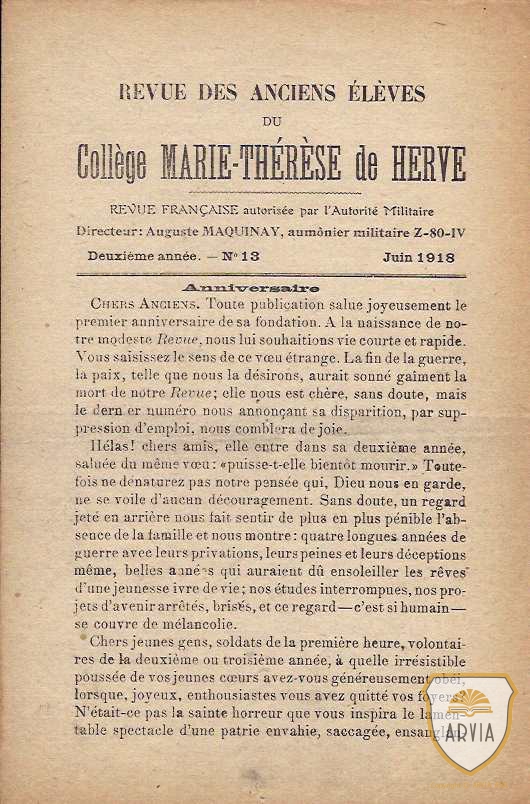 REVUE DES ANCIENS ÉLÈVES
DU
Collège MARIE-THÉRÈSE de HERVE
REVUE FRANÇAISE autorisée par l'Autorité Militaire
Directeur: Auguste MAQUINAY, aumônier militaire Z-80-IV
Deuxième année. — No 13 Juin 1918
Anniversaire
CHERS ANCIENS. Toute publication salue joyeusement le
premier anniversaire de sa fondation. A la naissance de no-
tre modeste Revue, nous lui souhaitions vie courte et rapide.
Vous saisissez le sens de ce vœu étrange. La fin de la guerre,
la paix, telle que nous la désirons, aurait sonné gaîment la
mort de notre Revue; elle nous est chère, sans doute, mais
le dern er numéro nous annonçant sa disparition, par sup-
pression d'emploi, nous comblera de joie.
Hélas! chers amis, elle entre dans sa deuxième année,
saluée du même vœu: «puisse-t-elle bientôt mourir.» Toute-
fois ne dénaturez pas notre pensée qui, Dieu nous en garde,
ne se voile d'aucun découragement. Sans doute, un regard
jeté en arrière nous fait sentir de plus en plus pénible l'ab-
sence de la famille et nous montre: quatre longues années de
guerre avec leurs privations, leurs peines et leurs déceptions
même, belles années qui auraient dû ensoleiller les rêves
d'une jeunesse ivre de vie; nos études interrompues, nos pro-
jets d'avenir arrêtés, brisés, et ce regard—c'est si humain—
se couvre de mélancolie.
Chers jeunes gens, soldats de la première heure, volontai-
res de la deuxième ou troisième année, à quelle irrésistible
poussée de vos jeunes cœurs avez-vous généreusement obéi,
lorsque, joyeux, enthousiastes vous avez quitté vos foyers?
N'était-ce pas la sainte horreur que vous inspira le lamen-
table spectacle d'une patrie envahie, saccagée, ensanglan-
ARVIA